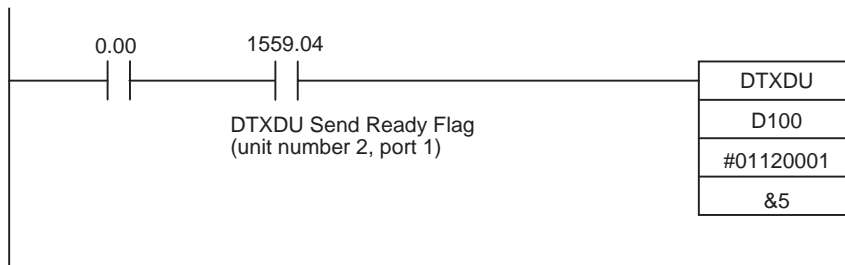 0.00
1559.04
DTXDU Send Ready Flag
(unit number 2, port 1)
DTXDU
D100
#01120001
&5